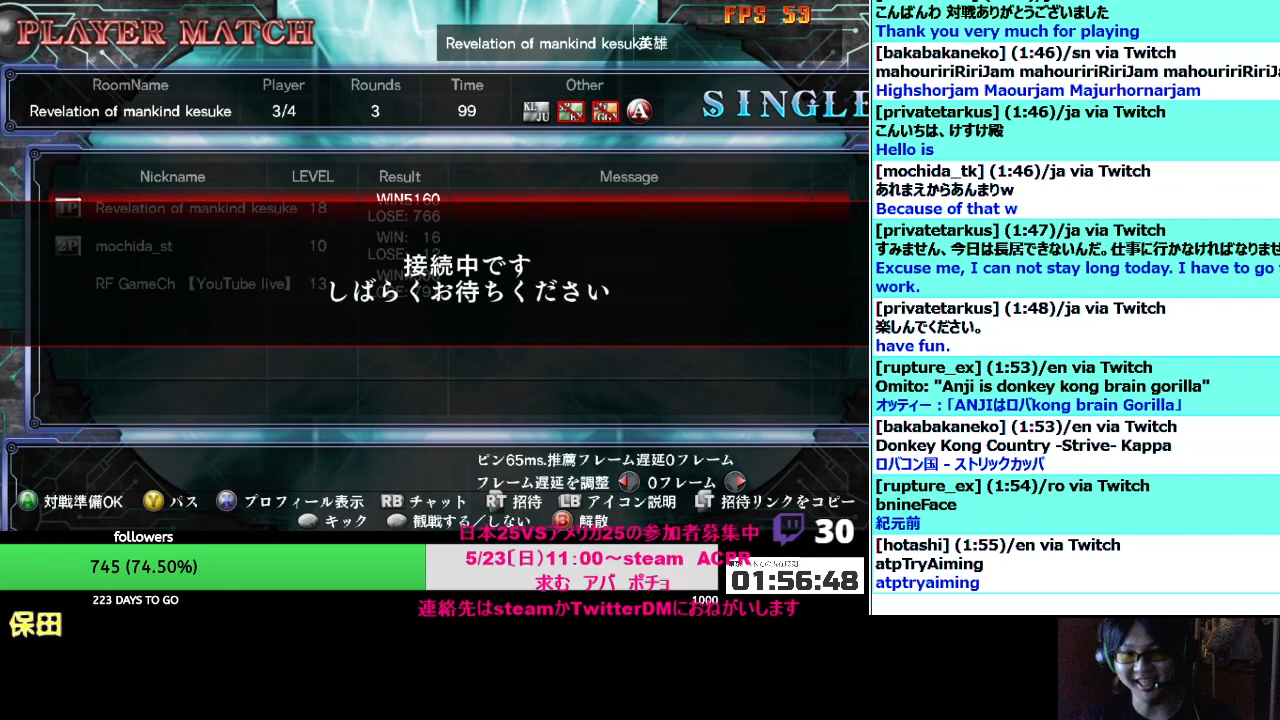 PLAYER MATCH
FPS 59
Revelation of mankind kesuke英雄
RoomName Player Rounds Time Other
Revelation of mankind kesuke 3/4 3 99 A SINGLE
Nickname LEVEL Result Message
1P Revelation of mankind kesuke 18 WIN5160
LOSE: 766
2P mochida_st 10 WIN: 16
LOSE
RF GameCh 【YouTube live】 13 WIN
接続中です
しばらくお待ちください
ピン65ms.推薦フレーム遅延0フレーム
フレーム遅延を調整 0フレーム
A 対戦準備OK Y パス X プロフィール表示 RB チャット RT 招待 LB アイコン説明 LT 招待リンクをコピー
キック 観戦する/しない B 解散
followers
745 (74.50%)
223 DAYS TO GO
1000
日本25VSアメリカ25の参加者募集中
5/23〔日〕11:00〜steam ACPR
求む アバ ポチョ
連絡先はsteamかTwitterDMにおねがいします
30
01:56:48
保田
こんばんわ 対戦ありがとうございました
Thank you very much for playing
[bakabakaneko] (1:46)/sn via Twitch
mahouririRiriJam mahouririRiriJam mahouririRiriJa
Highshorjam Maourjam Majurhornarjam
[privatetarkus] (1:46)/ja via Twitch
こんいちは、けすけ殿
Hello is
[mochida_tk] (1:46)/ja via Twitch
あれまえからあんまりw
Because of that w
[privatetarkus] (1:47)/ja via Twitch
すみません、今日は長居できないんだ。仕事に行かなければなりませ
Excuse me, I can not stay long today. I have to go
work.
[privatetarkus] (1:48)/ja via Twitch
楽しんでください。
have fun.
[rupture_ex] (1:53)/en via Twitch
Omito: "Anji is donkey kong brain gorilla"
オッティー:「ANJIはロバkong brain Gorilla」
[bakabakaneko] (1:53)/en via Twitch
Donkey Kong Country -Strive- Kappa
ロバコン国 - ストリックカッパ
[rupture_ex] (1:54)/ro via Twitch
bnineFace
紀元前
[hotashi] (1:55)/en via Twitch
atpTryAiming
atptryaiming